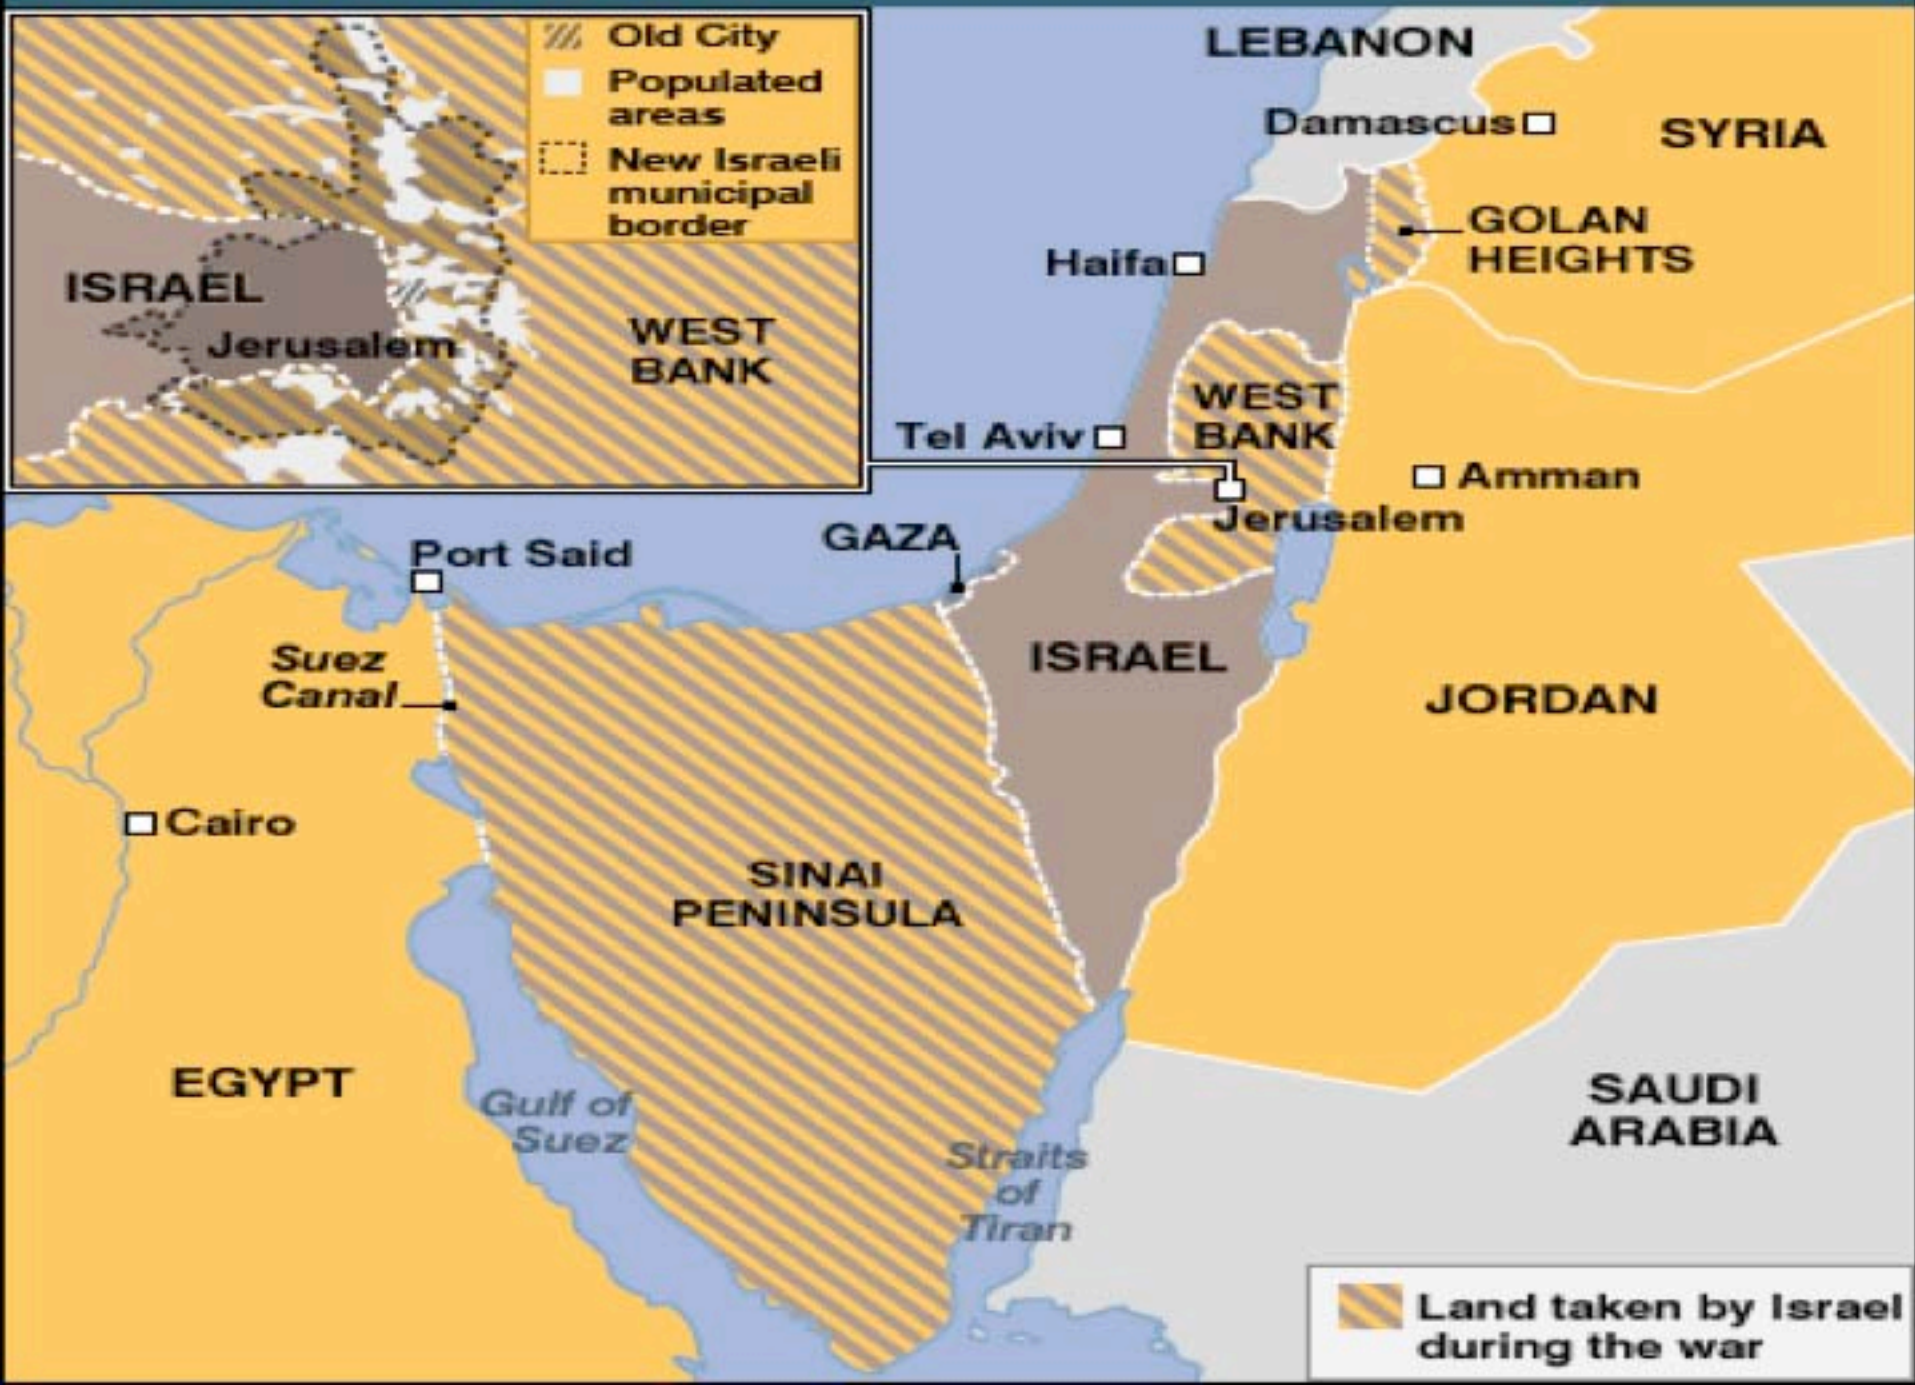 Old City
Populated
areas
New Israeli
municipal
border
ISRAEL
Jerusalem
WEST
BANK
LEBANON
Damascus
SYRIA
GOLAN
HEIGHTS
Haifa
WEST
BANK
Tel Aviv
Amman
Jerusalem
GAZA
Port Said
Suez
Canal
ISRAEL
JORDAN
Cairo
SINAI
PENINSULA
EGYPT
Gulf of
Suez
Straits
of
Tiran
SAUDI
ARABIA
Land taken by Israel
during the war